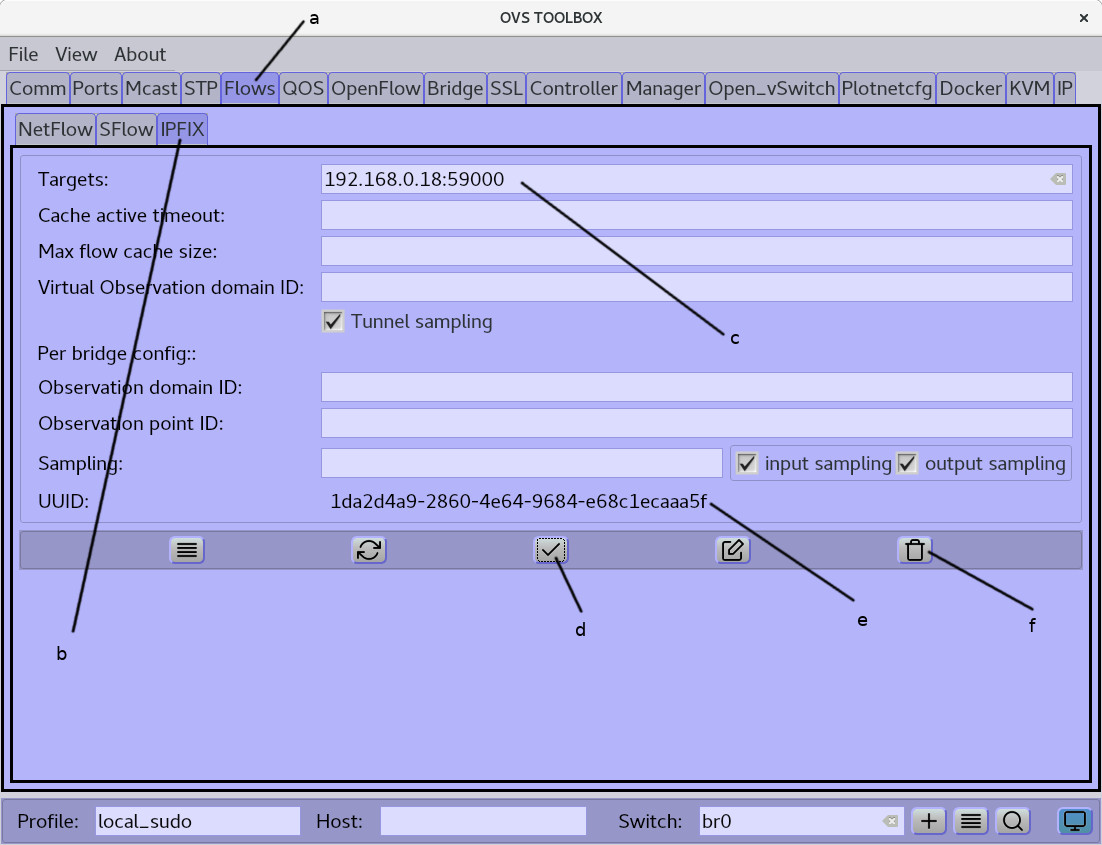 OVS TOOLBOX
a
File View About
Comm Ports Mcast STP Flows QOS OpenFlow Bridge SSL Controller Manager Open_vSwitch Plotnetcfg Docker KVM IP
NetFlow SFlow IPFIX
Targets: 192.168.0.18:59000
Cache active timeout:
Max flow cache size:
Virtual Observation domain ID:
Tunnel sampling
c
Per bridge config::
Observation domain ID:
Observation point ID:
Sampling: input sampling output sampling
UUID: 1da2d4a9-2860-4e64-9684-e68c1ecaaa5f
e
f
d
b
Profile: local_sudo Host: Switch: br0